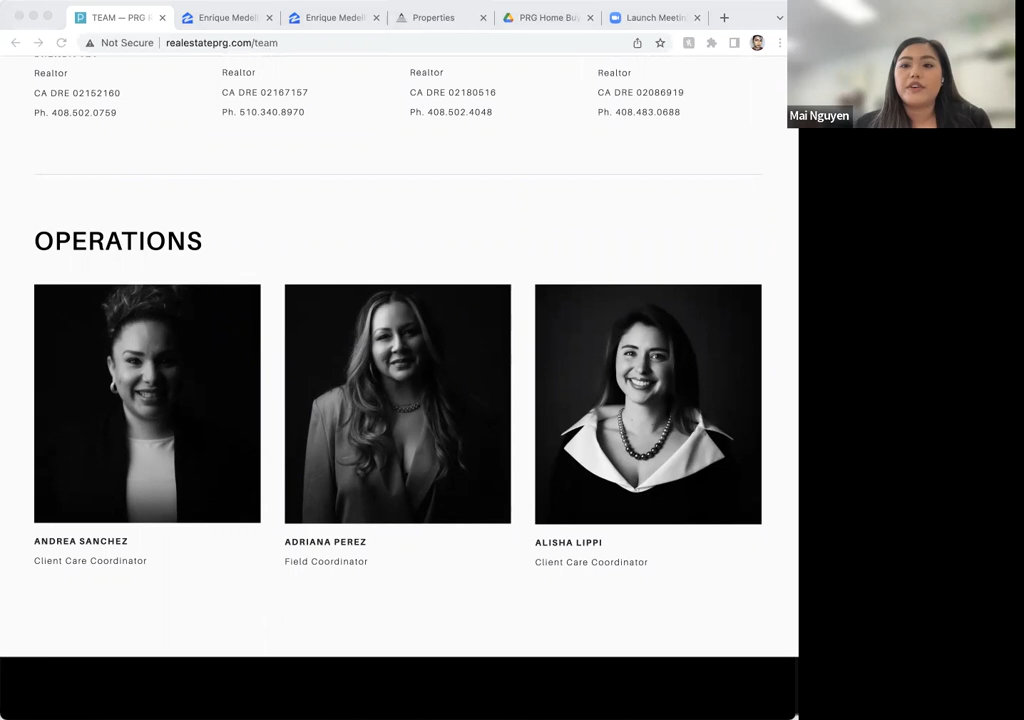 TEAM — PRG R
Enrique Medell
Enrique Medell
Properties
PRG Home Buy
Launch Meetin
Not Secure
realestateprg.com/team
Mai Nguyen
Realtor
Realtor
Realtor
Realtor
CA DRE 02152160
CA DRE 02167157
CA DRE 02180516
CA DRE 02086919
Ph. 408.502.0759
Ph. 510.340.8970
Ph. 408.502.4048
Ph. 408.483.0688
OPERATIONS
ANDREA SANCHEZ
ADRIANA PEREZ
ALISHA LIPPI
Client Care Coordinator
Field Coordinator
Client Care Coordinator